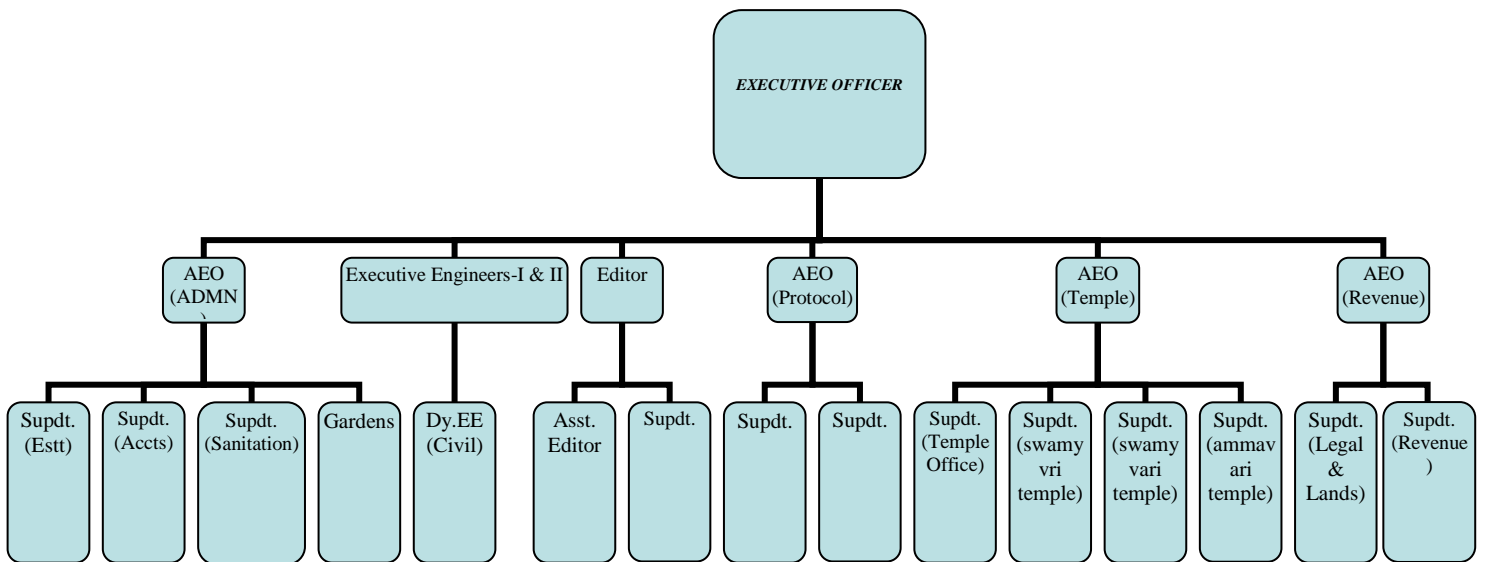 EXECUTIVE OFFICER
AEO
(ADMN
)
Executive Engineers-I & II
Editor
AEO
(Protocol)
AEO
(Temple)
AEO
(Revenue)
Supdt.
(Estt)
Supdt.
(Accts)
Supdt.
(Sanitation)
Gardens
Dy.EE
(Civil)
Asst.
Editor
Supdt.
Supdt.
Supdt.
Supdt.
(Temple
Office)
Supdt.
(swamy
vri
temple)
Supdt.
(swamy
vari
temple)
Supdt.
(ammav
ari
temple)
Supdt.
(Legal
&
Lands)
Supdt.
(Revenue
)